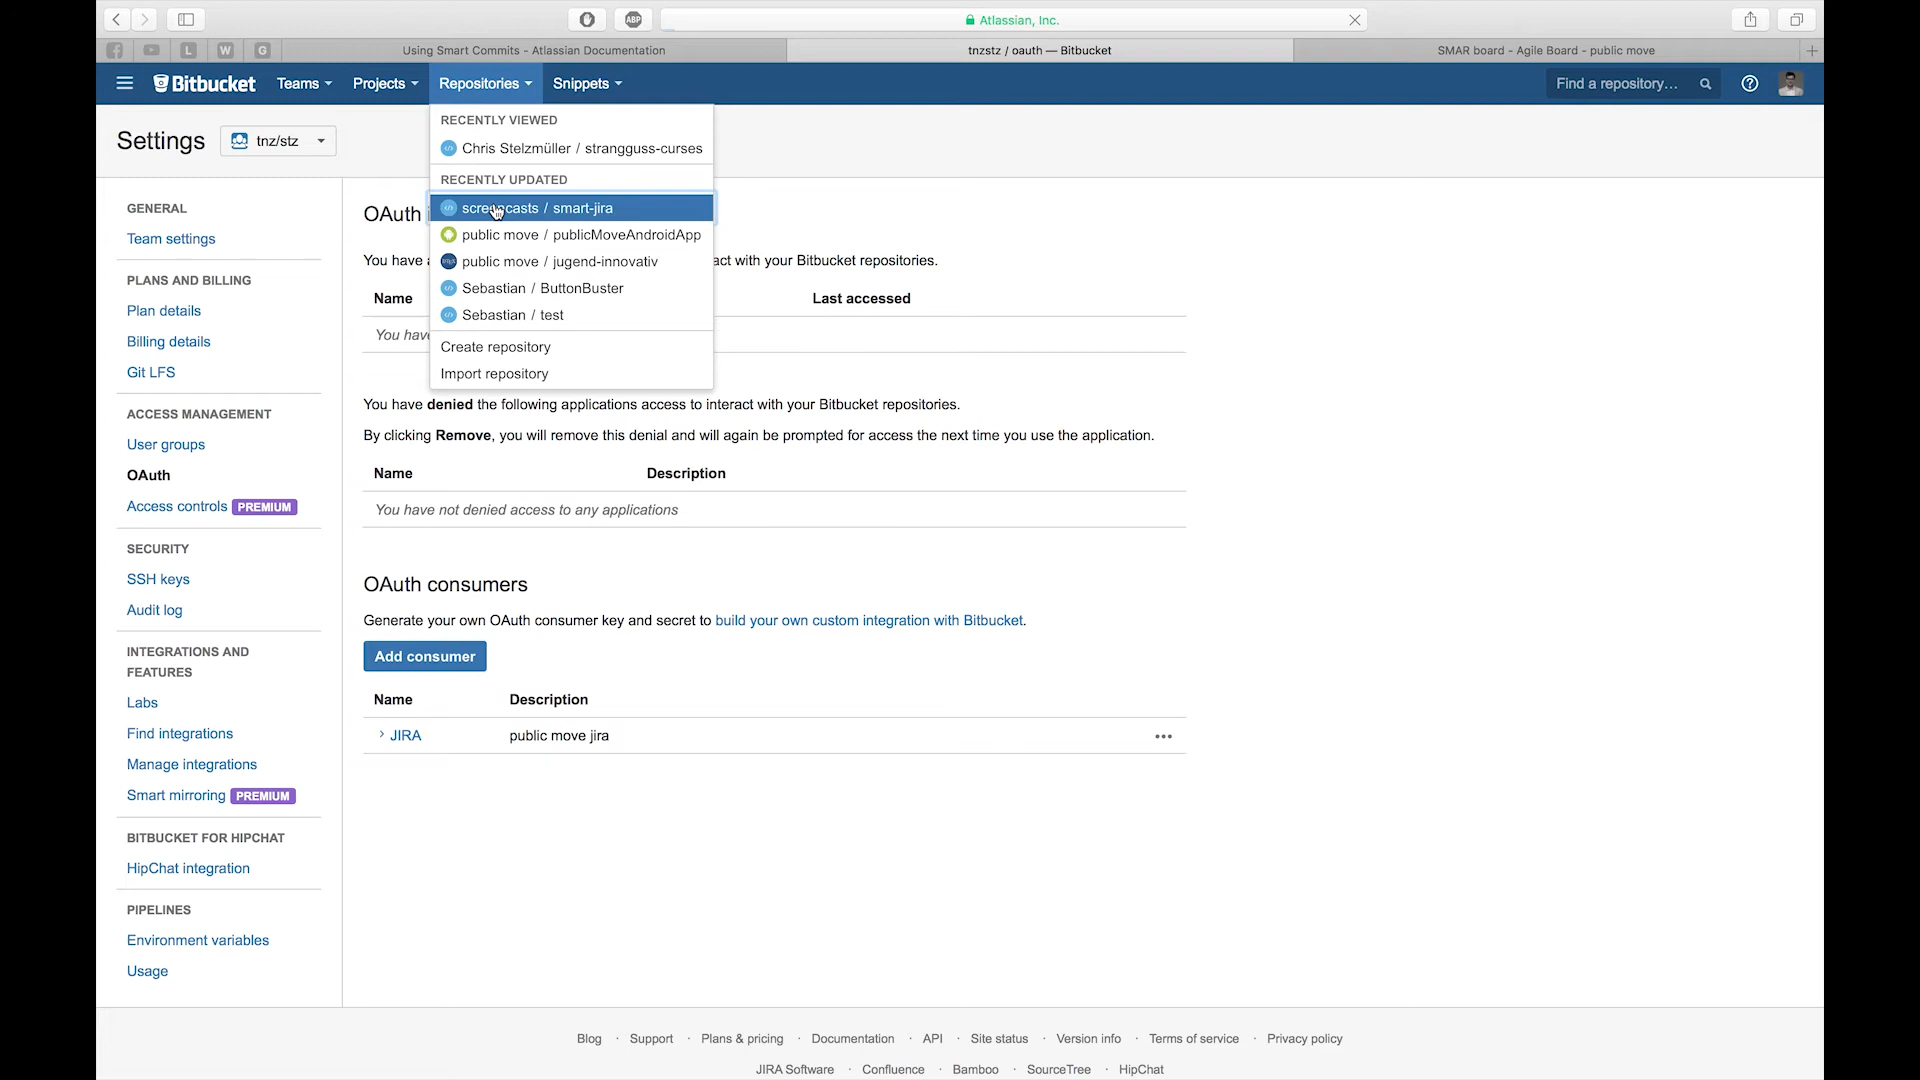 Atlassian, Inc.
L W G
Using Smart Commits - Atlassian Documentation
tnzstz / oauth — Bitbucket
SMAR board - Agile Board - public move
Bitbucket Teams Projects Repositories Snippets Find a repository...
Settings tnz/stz
RECENTLY VIEWED
Chris Stelzmüller / strangguss-curses
RECENTLY UPDATED
smart-jira
public move / publicMoveAndroidApp
public move / jugend-innovativ
Sebastian / ButtonBuster
Sebastian / test
Create repository
Import repository
GENERAL
Team settings
PLANS AND BILLING
Plan details
Billing details
Git LFS
ACCESS MANAGEMENT
User groups
OAuth
Access controls PREMIUM
SECURITY
SSH keys
Audit log
INTEGRATIONS AND
FEATURES
Labs
Find integrations
Manage integrations
Smart mirroring PREMIUM
BITBUCKET FOR HIPCHAT
HipChat integration
PIPELINES
Environment variables
Usage
OAuth
You have act with your Bitbucket repositories.
Name Last accessed
You have
You have denied the following applications access to interact with your Bitbucket repositories.
By clicking Remove, you will remove this denial and will again be prompted for access the next time you use the application.
Name Description
You have not denied access to any applications
OAuth consumers
Generate your own OAuth consumer key and secret to build your own custom integration with Bitbucket.
Add consumer
Name Description
JIRA public move jira
Blog · Support · Plans & pricing · Documentation · API · Site status · Version info · Terms of service · Privacy policy
JIRA Software · Confluence · Bamboo · SourceTree · HipChat